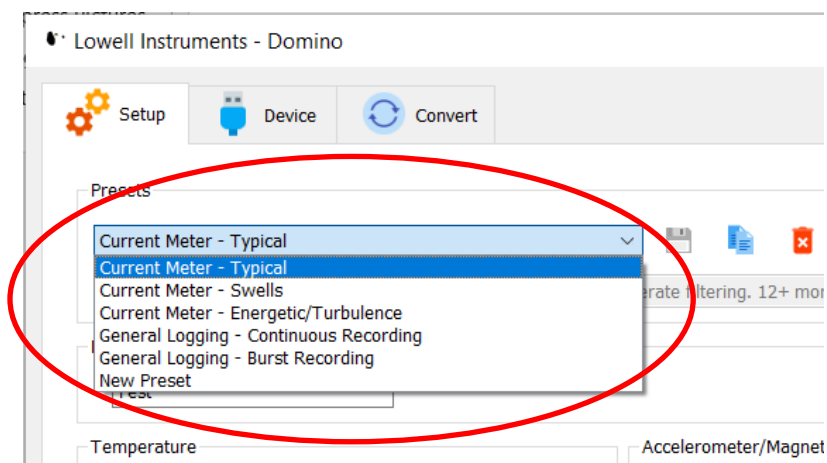 Lowell Instruments - Domino
Setup
Device
Convert
Presets
Current Meter - Typical
Current Meter - Typical
Current Meter - Swells
erate filtering. 12+ mor
Current Meter - Energetic/Turbulence
General Logging - Continuous Recording
General Logging - Burst Recording
New Preset
Test
Temperature
Accelerometer/Magnet